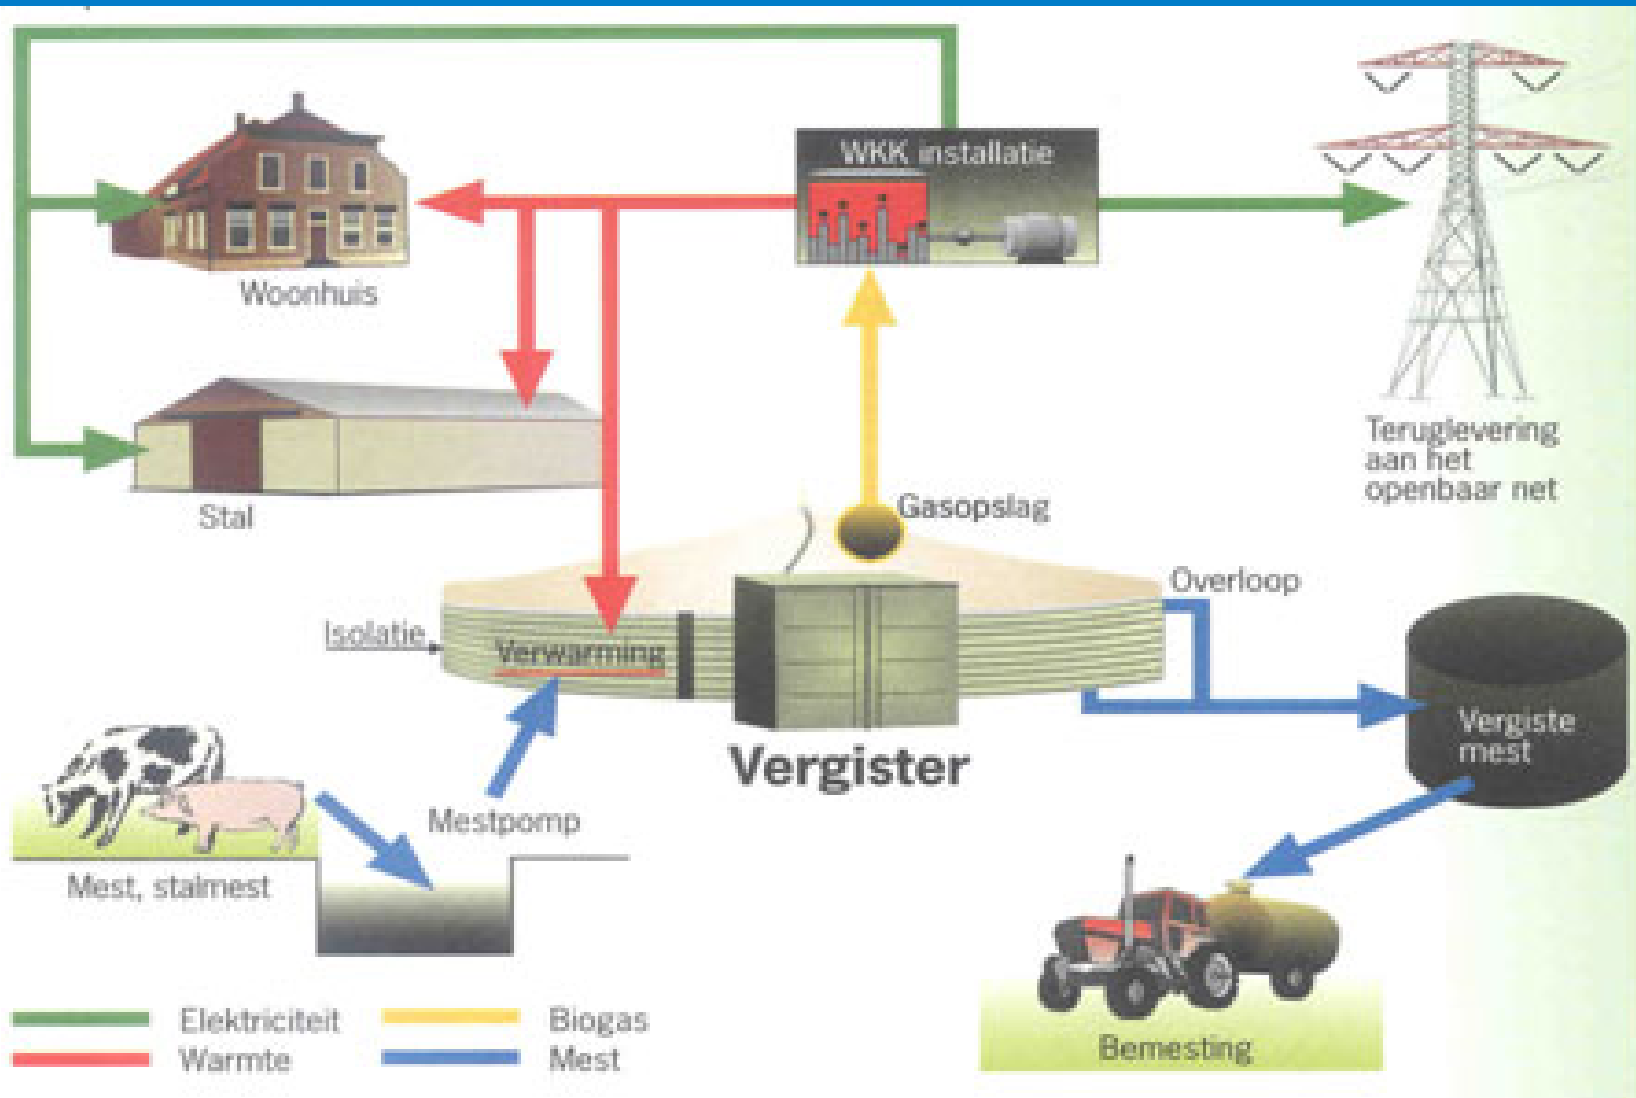 WKK installatie
Woonhuis
Teruglevering
aan het
openbaar net
Stal
Gasopslag
Overloop
Isolatie
Verwarming
Vergiste
mest
Vergister
Mestpomp
Mest, stalmest
Elektriciteit
Biogas
Warmte
Mest
Bemesting